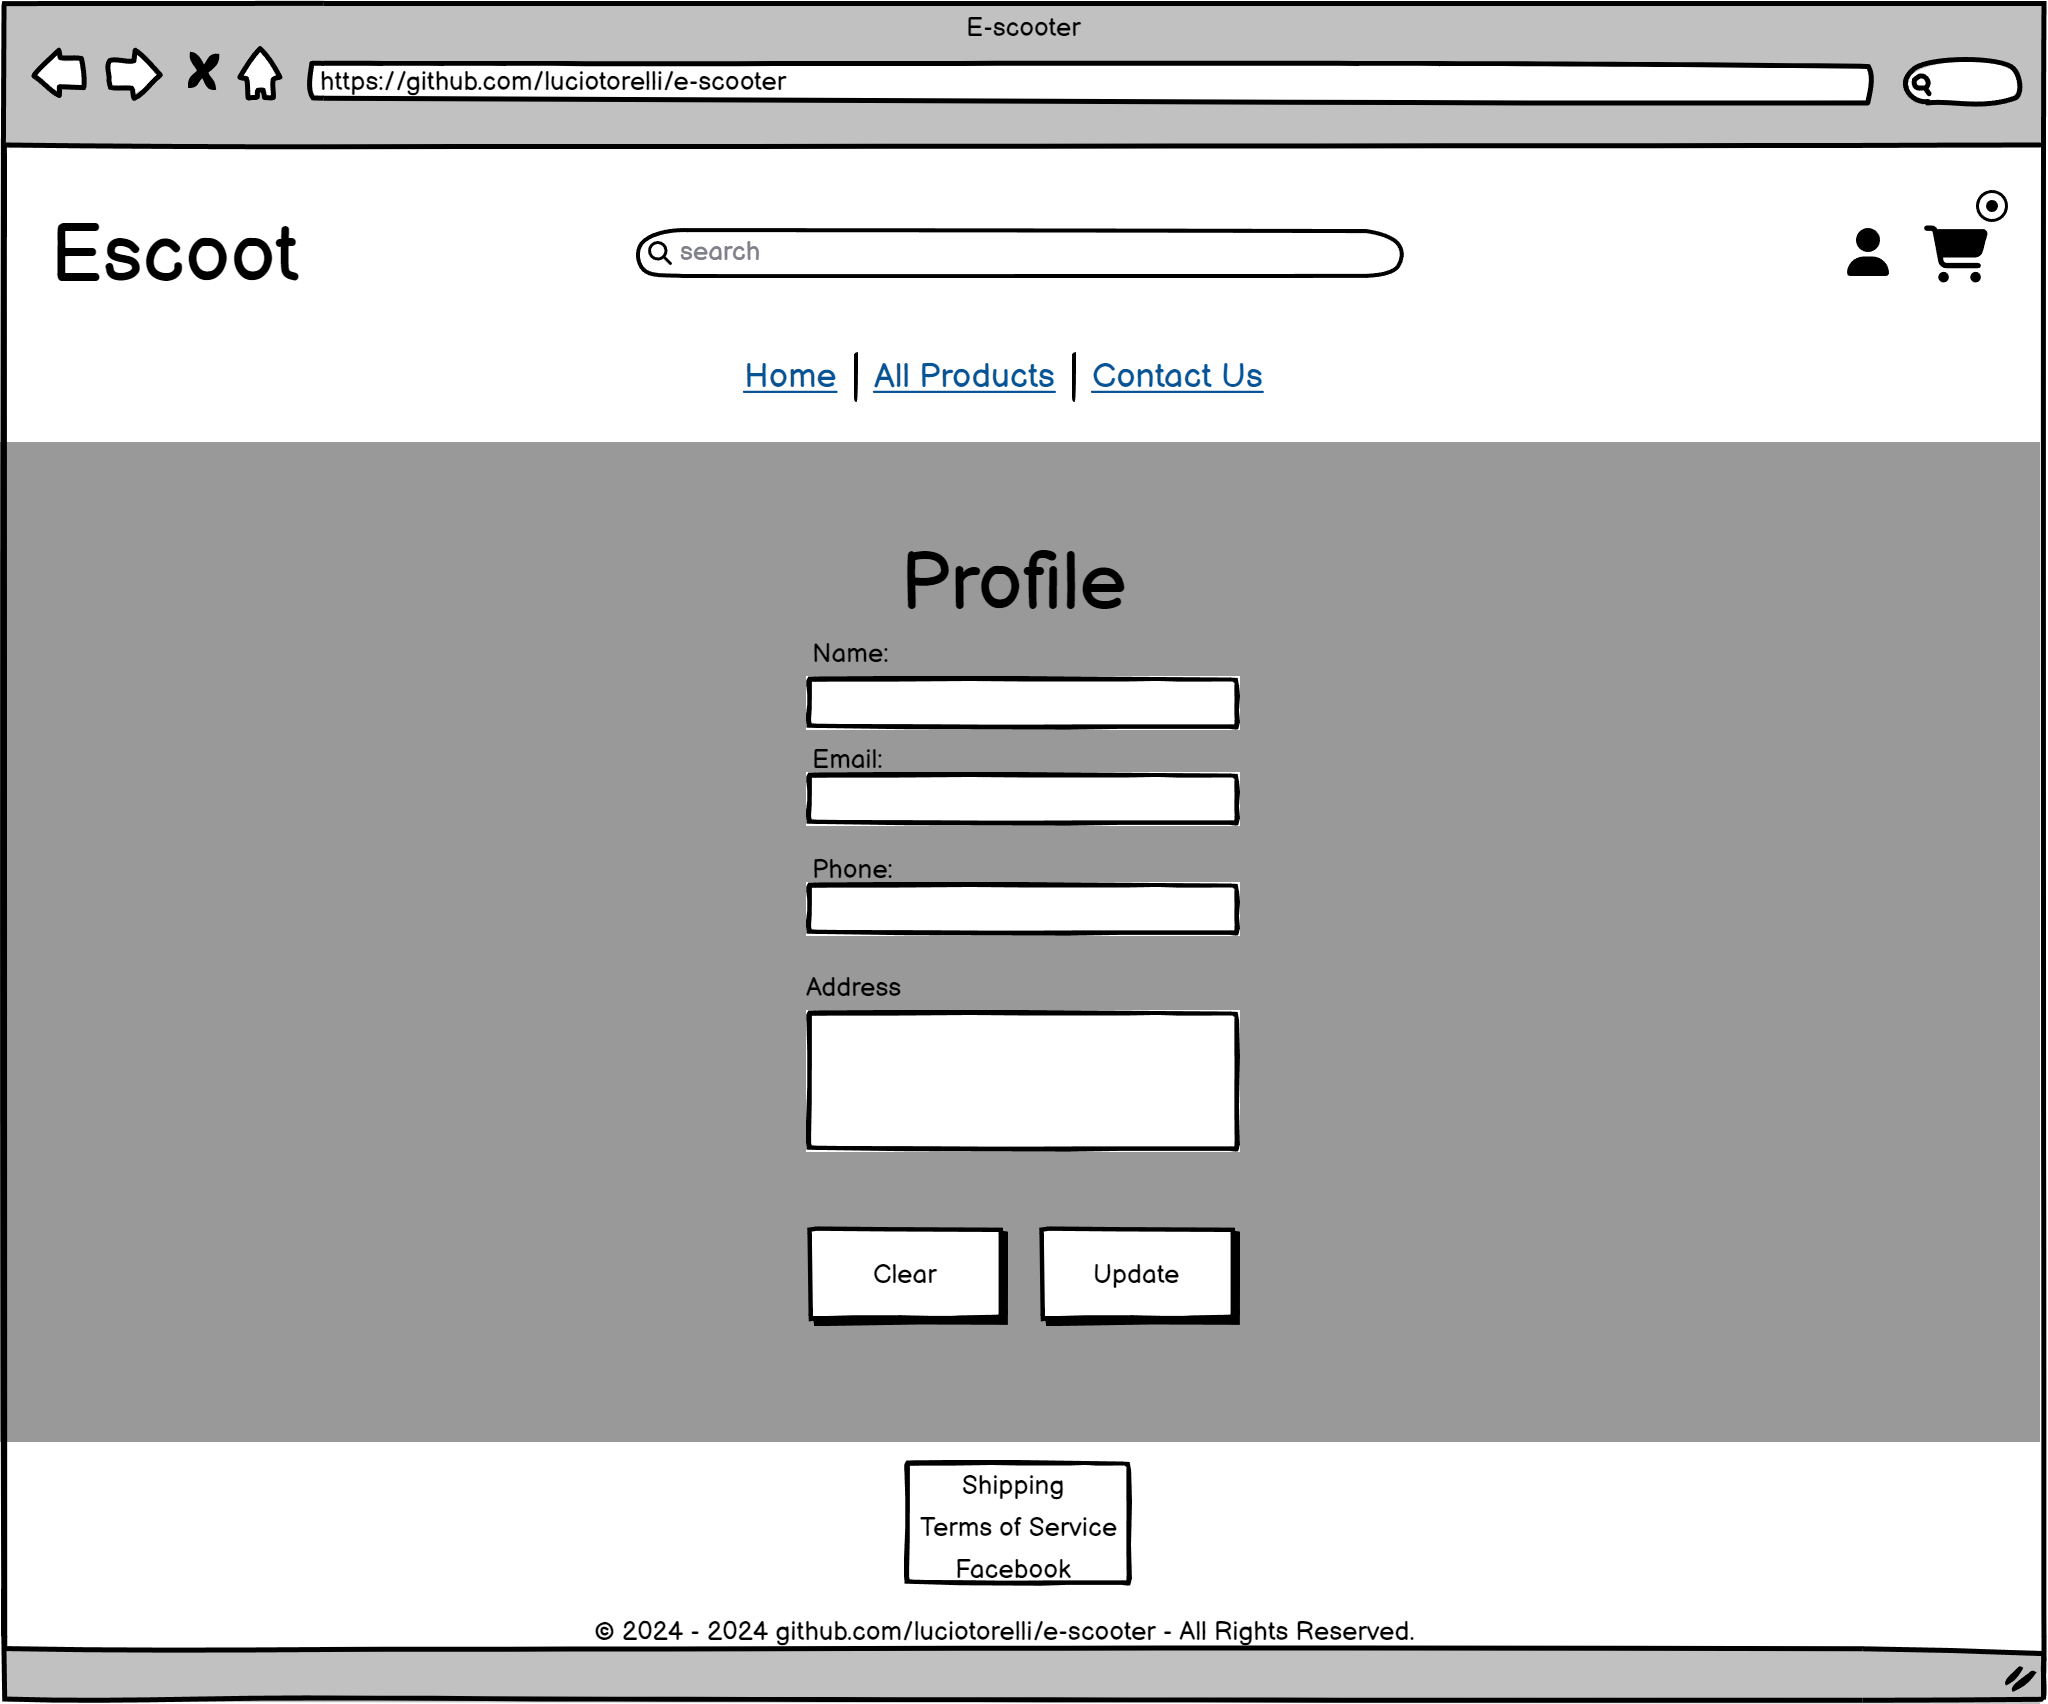 E-scooter
https://github.com/luciotorelli/e-scooter
Escoot
search
Home
All Products
Contact Us
Profile
Name:
Email:
Phone:
Address
Clear
Update
Shipping
Terms of Service
Facebook
© 2024 - 2024 github.com/luciotorelli/e-scooter - All Rights Reserved.